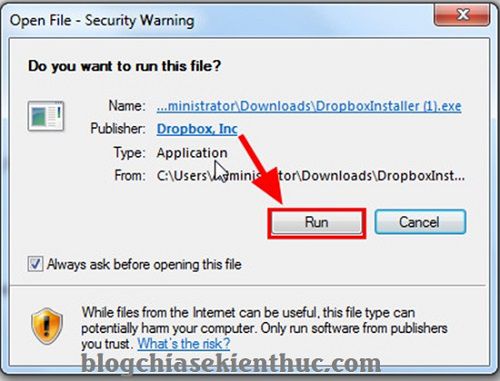 Open File - Security Warning
Do you want to run this file?
Name: ...ministrator\Downloads\DropboxInstaller (1).exe
Publisher: Dropbox, Inc
Type: Application
From: C:\Users\Administrator\Downloads\DropboxInst...
Run Cancel
Always ask before opening this file
While files from the Internet can be useful, this file type can
potentially harm your computer. Only run software from publishers
you trust. What's the risk?
blogchiasekienthuc.com